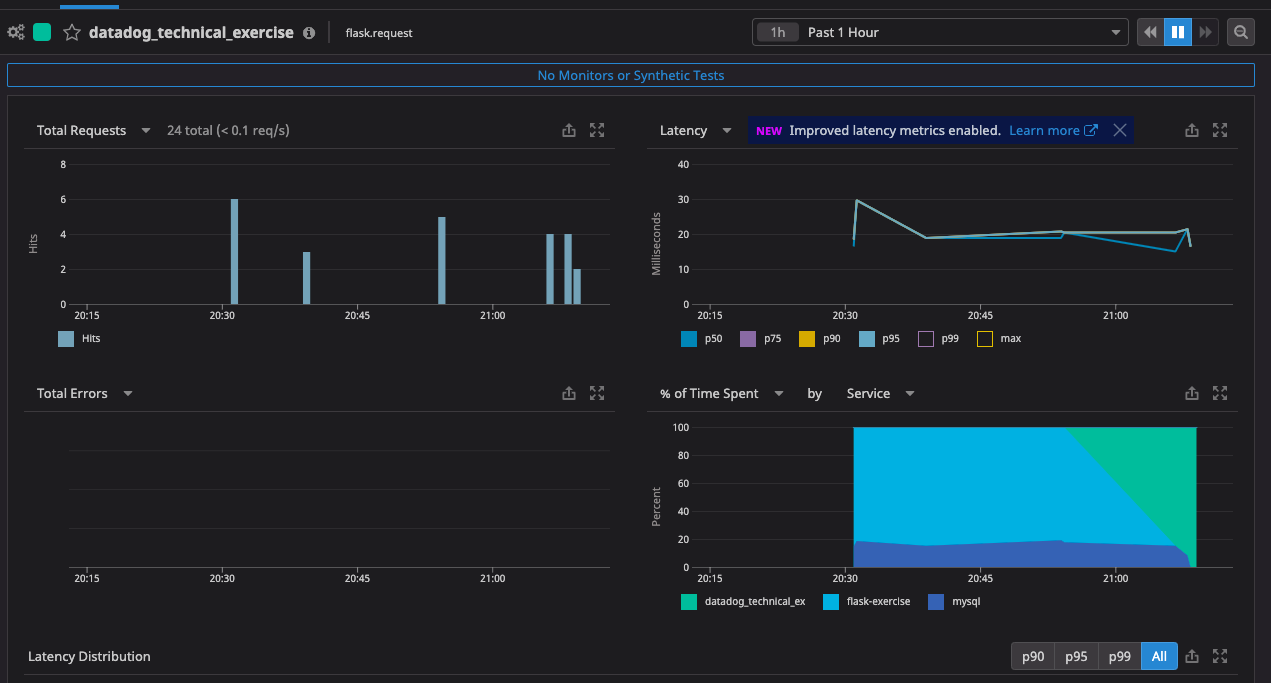 datadog_technical_exercise flask.request 1h Past 1 Hour
No Monitors or Synthetic Tests
Total Requests 24 total (< 0.1 req/s)
8
6
4
2
0
Hits
20:15 20:30 20:45 21:00
Hits
Latency NEW Improved latency metrics enabled. Learn more
40
30
20
10
0
Milliseconds
20:15 20:30 20:45 21:00
p50 p75 p90 p95 p99 max
Total Errors
20:15 20:30 20:45 21:00
% of Time Spent by Service
100
80
60
40
20
0
Percent
20:15 20:30 20:45 21:00
datadog_technical_ex flask-exercise mysql
Latency Distribution p90 p95 p99 All